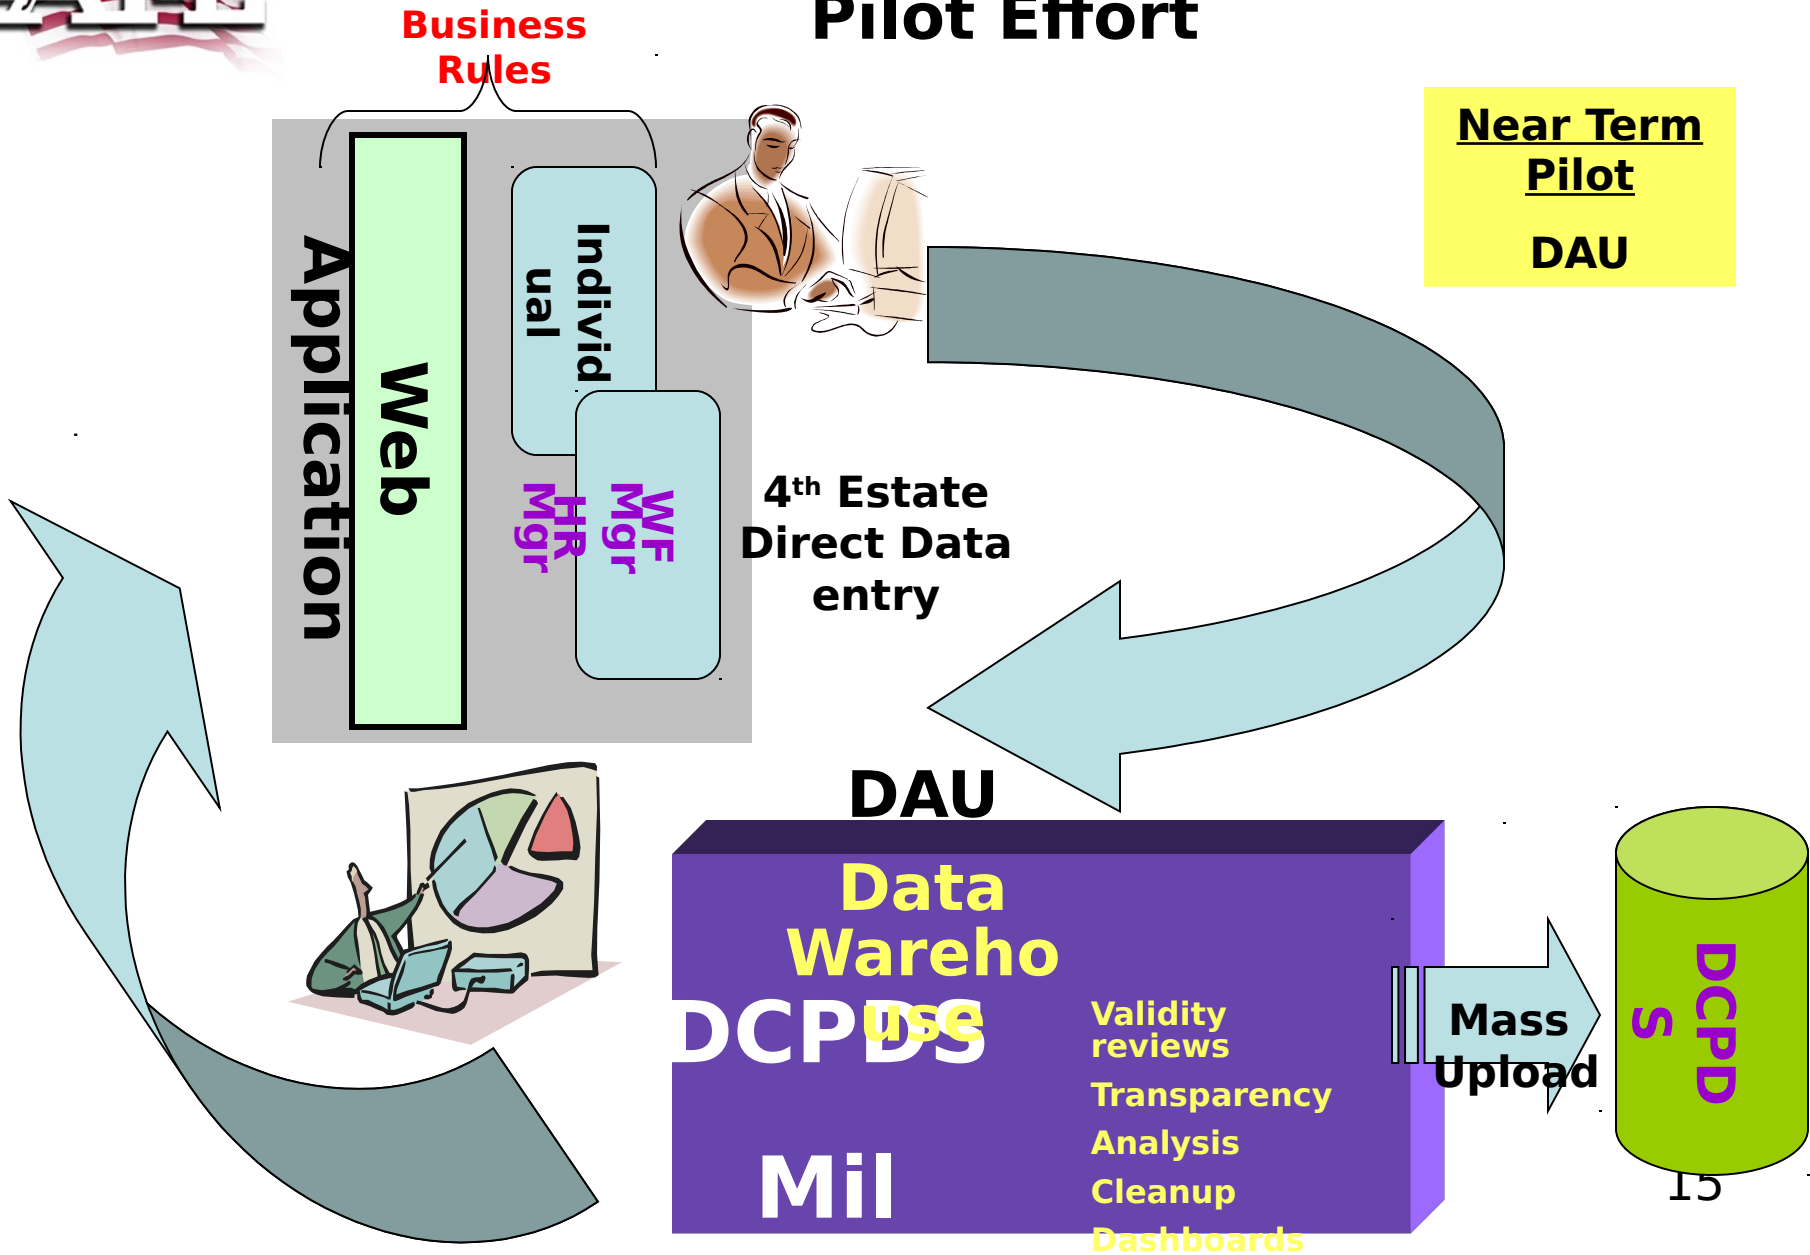 Pilot Effort
Business
Rules
Near Term
Pilot
DAU
Web
Application
Individ
ual
WF
Mgr
HR
Mgr
4th Estate
Direct Data
entry
DAU
Data
Wareho
use
DCPDS
Mil
Validity
reviews
Transparency
Analysis
Cleanup
Dashboards
Mass
Upload
DCPD
S
15